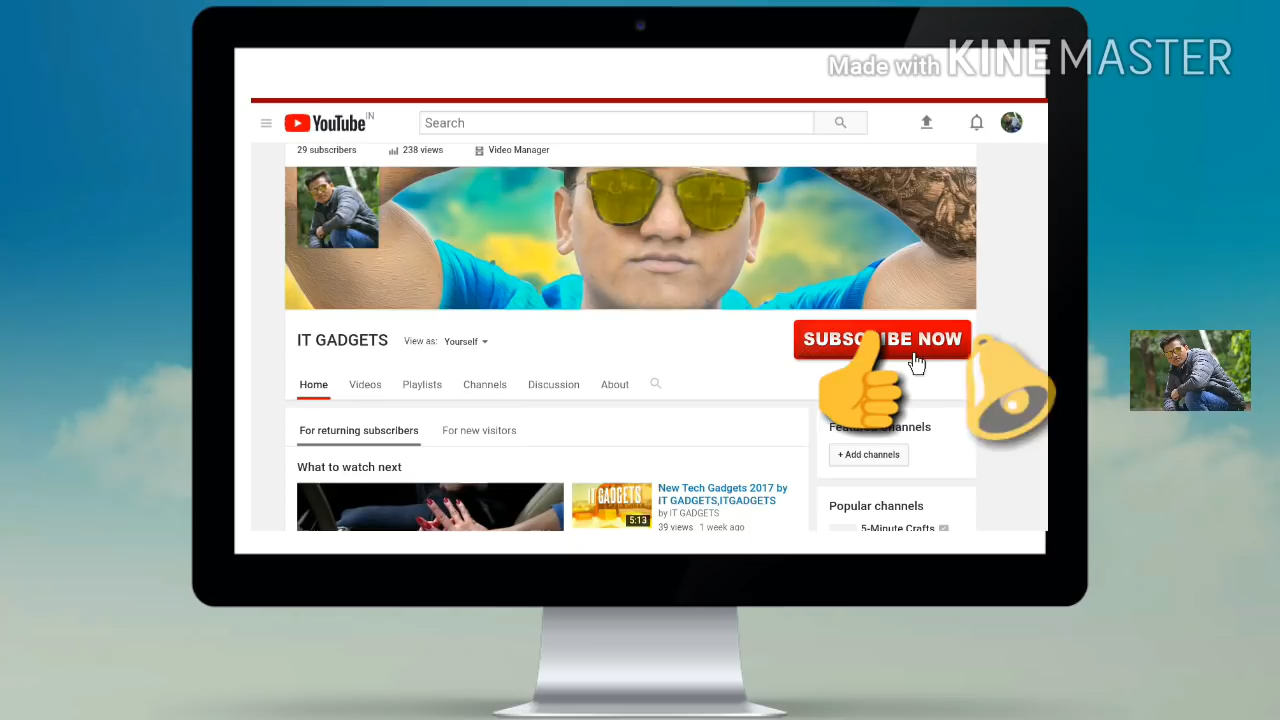 Made with KINEMASTER
YouTube IN
Search
29 subscribers 238 views Video Manager
IT GADGETS View as: Yourself
SUBSCRIBE NOW
Home Videos Playlists Channels Discussion About
For returning subscribers For new visitors
Featured channels
+ Add channels
What to watch next
IT GADGETS
5:13
New Tech Gadgets 2017 by
IT GADGETS,ITGADGETS
by IT GADGETS
39 views 1 week ago
Popular channels
5-Minute Crafts